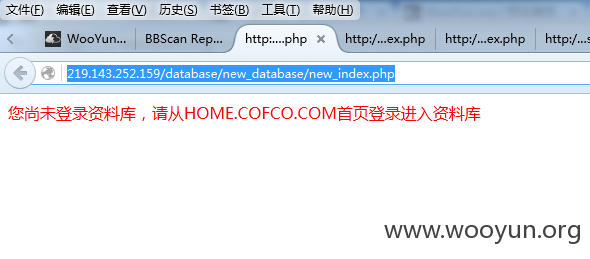 文件(F) 编辑(E) 查看(V) 历史(S) 书签(B) 工具(T) 帮助(H)
WooYun... BBScan Rep... http:....php http:/...ex.php http:/...ex.php http:/...s
219.143.252.159/database/new_database/new_index.php
您尚未登录资料库，请从HOME.COFCO.COM首页登录进入资料库
www.wooyun.org